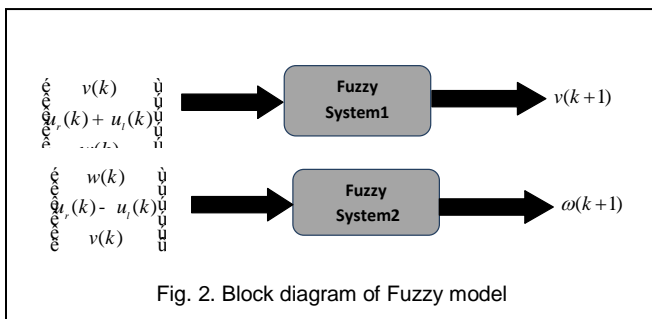 v(k)
u_r(k) + u_l(k)
Fuzzy
System1
v(k+1)
w(k)
u_r(k) - u_l(k)
v(k)
Fuzzy
System2
ω(k+1)
Fig. 2. Block diagram of Fuzzy model